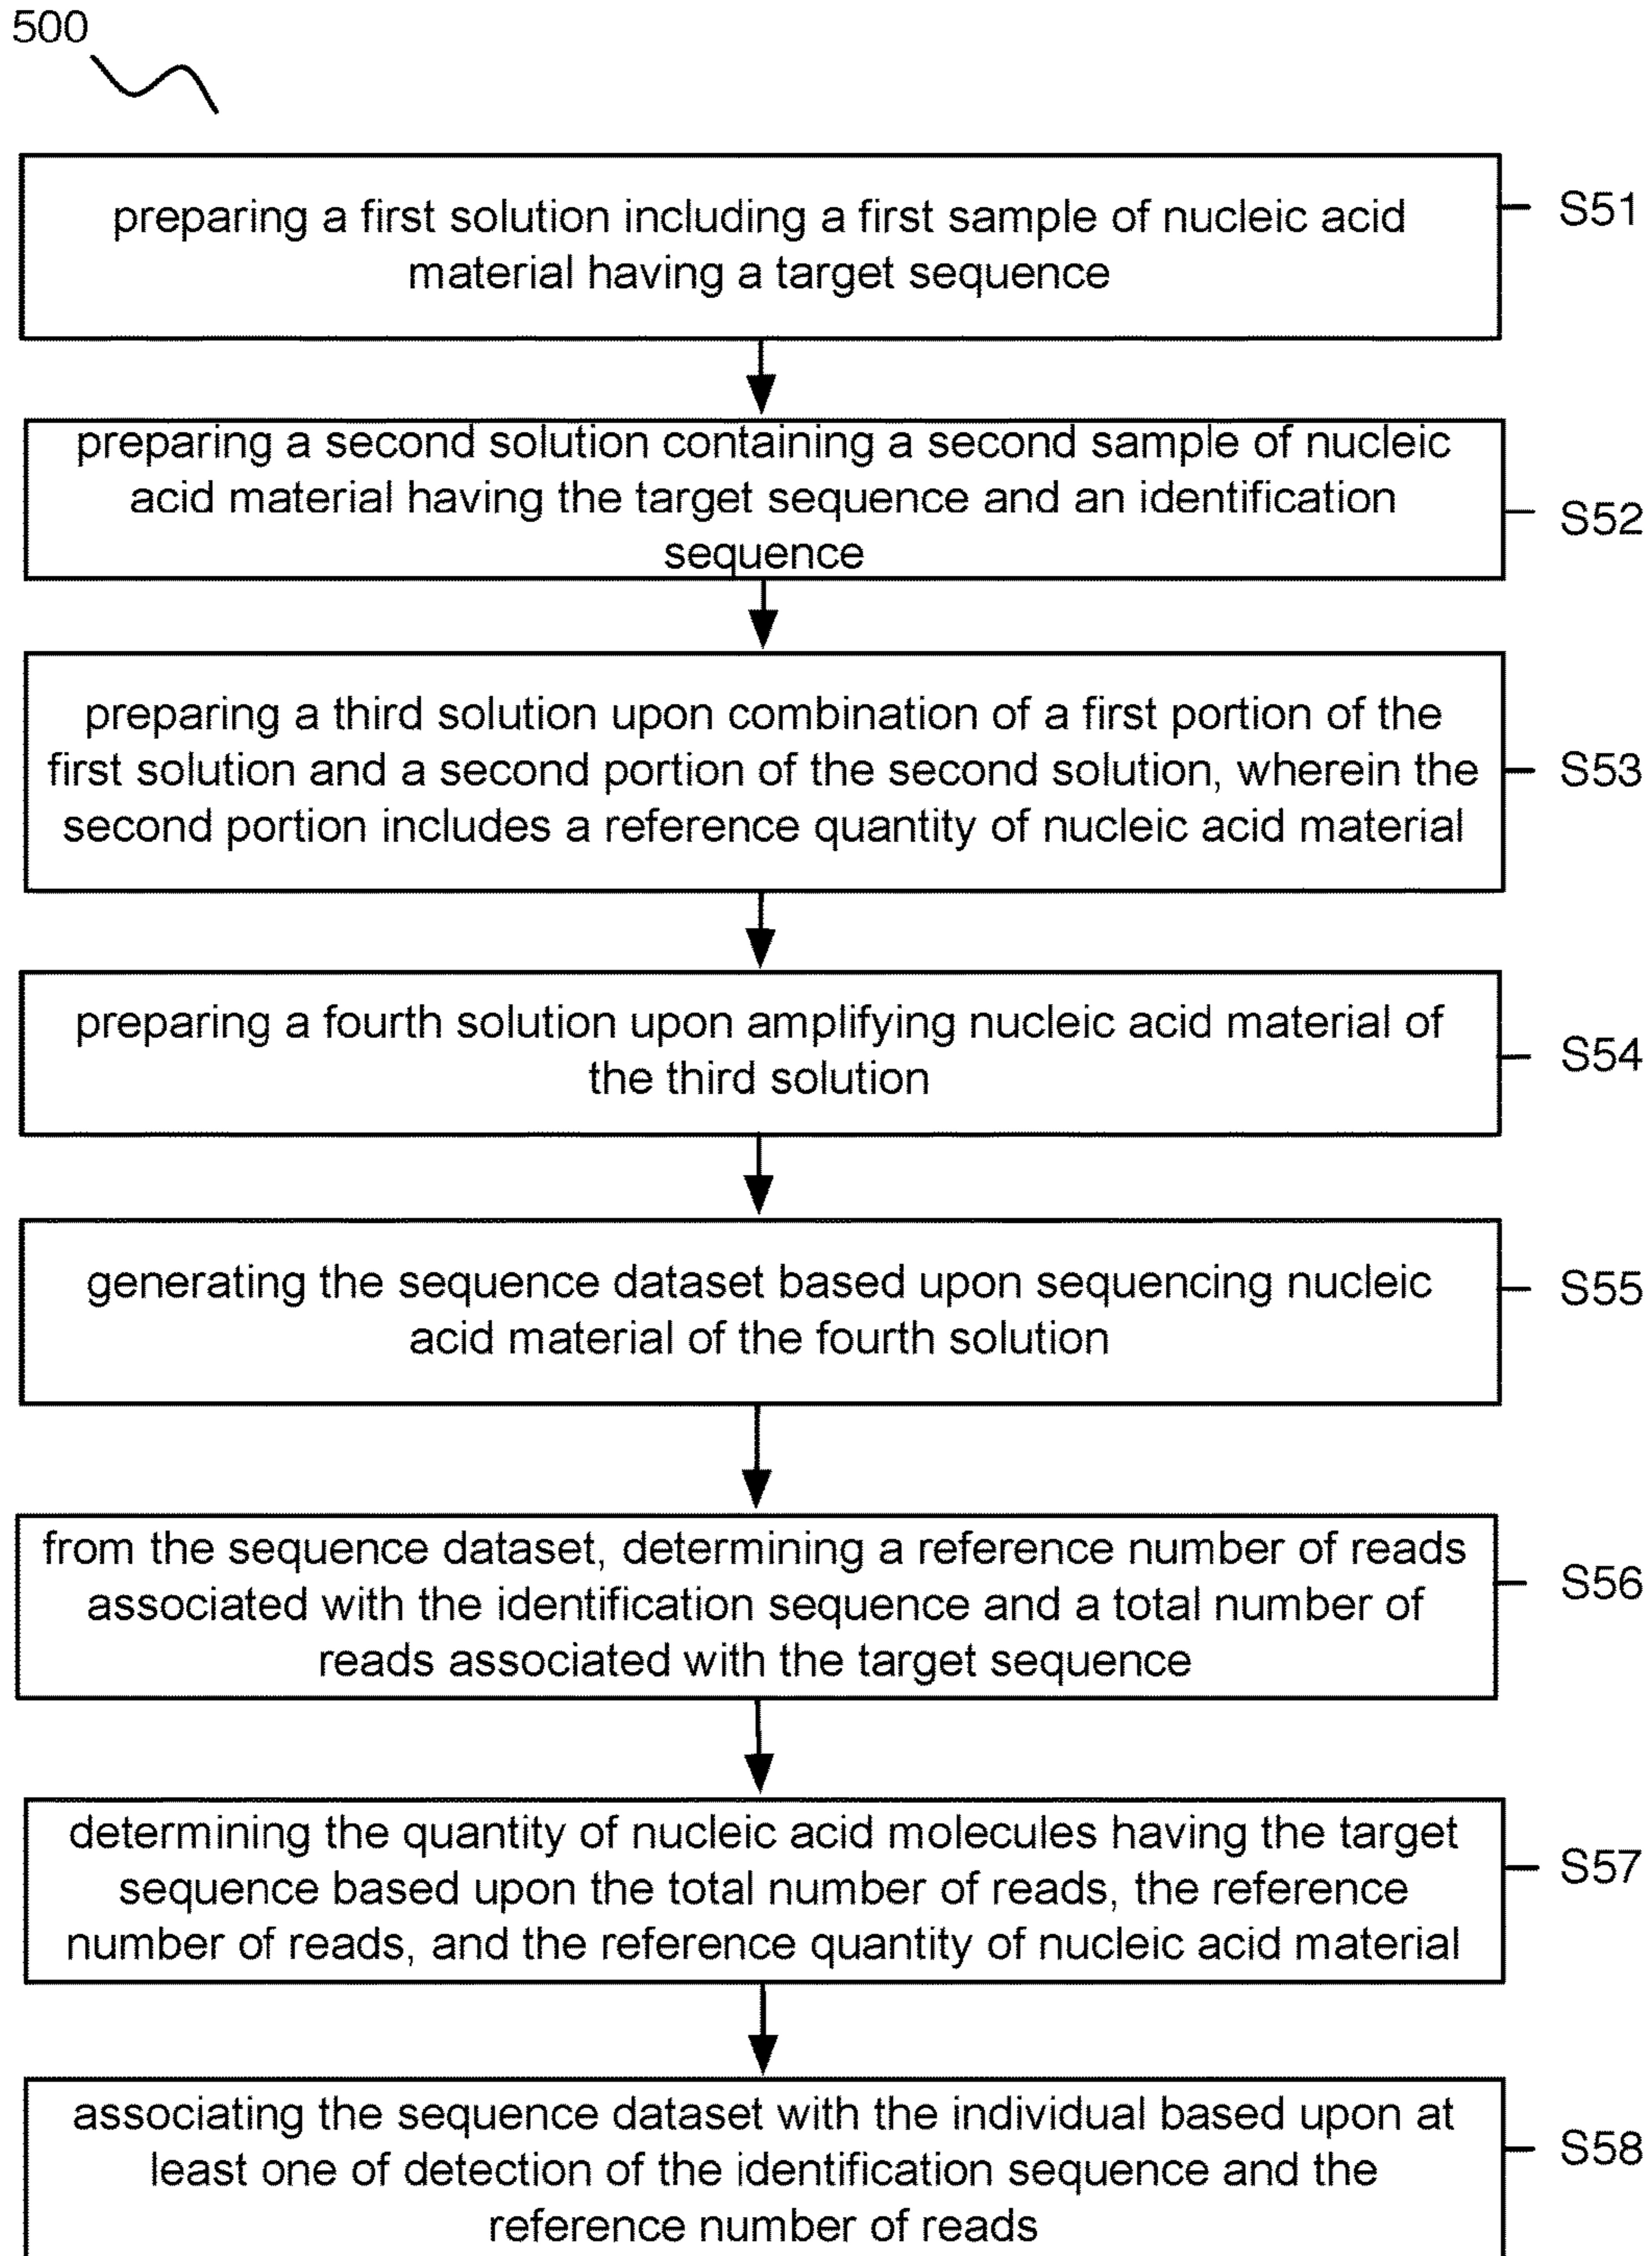 500
preparing a first solution including a first sample of nucleic acid
material having a target sequence
S51
preparing a second solution containing a second sample of nucleic
acid material having the target sequence and an identification
sequence
S52
preparing a third solution upon combination of a first portion of the
first solution and a second portion of the second solution, wherein the
second portion includes a reference quantity of nucleic acid material
S53
preparing a fourth solution upon amplifying nucleic acid material of
the third solution
S54
generating the sequence dataset based upon sequencing nucleic
acid material of the fourth solution
S55
from the sequence dataset, determining a reference number of reads
associated with the identification sequence and a total number of
reads associated with the target sequence
S56
determining the quantity of nucleic acid molecules having the target
sequence based upon the total number of reads, the reference
number of reads, and the reference quantity of nucleic acid material
S57
associating the sequence dataset with the individual based upon at
least one of detection of the identification sequence and the
reference number of reads
S58